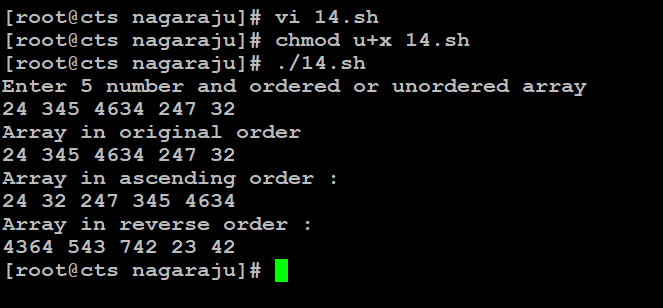 [root@cts nagaraju]# vi 14.sh
[root@cts nagaraju]# chmod u+x 14.sh
[root@cts nagaraju]# ./14.sh
Enter 5 number and ordered or unordered array
24 345 4634 247 32
Array in original order
24 345 4634 247 32
Array in ascending order :
24 32 247 345 4634
Array in reverse order :
4364 543 742 23 42
[root@cts nagaraju]#